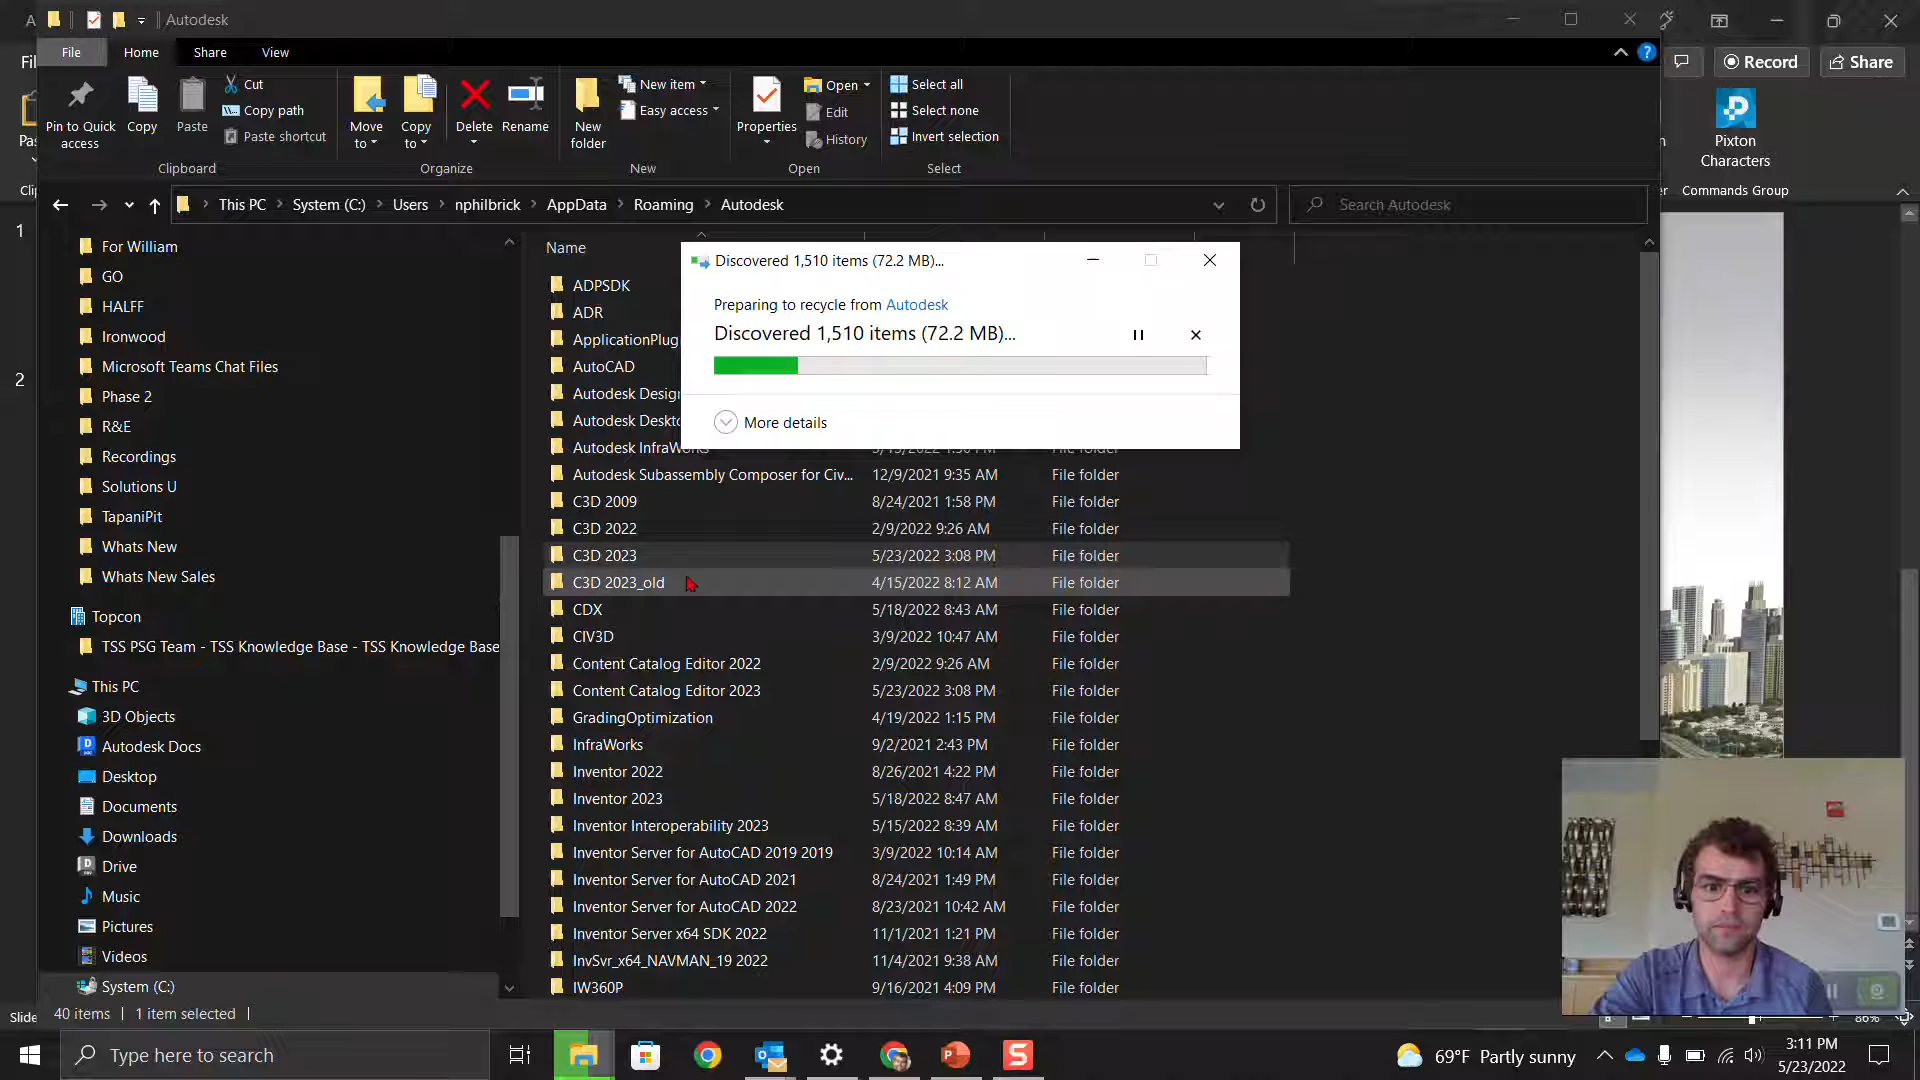 A
Autodesk
File
Home
Share
View
Fil
Record
Share
Pin to Quick access
Copy
Paste
Cut
Copy path
Paste shortcut
Move to
Copy to
Delete
Rename
New folder
New item
Easy access
Properties
Open
Edit
History
Select all
Select none
Invert selection
Pas
Pixton Characters
Clipboard
Organize
New
Open
Select
Clip
Commands Group
This PC
System (C:)
Users
nphilbrick
AppData
Roaming
Autodesk
Search Autodesk
1
2
For William
GO
HALFF
Ironwood
Microsoft Teams Chat Files
Phase 2
R&E
Recordings
Solutions U
TapaniPit
Whats New
Whats New Sales
Topcon
TSS PSG Team - TSS Knowledge Base - TSS Knowledge Base
This PC
3D Objects
Autodesk Docs
Desktop
Documents
Downloads
Drive
Music
Pictures
Videos
System (C:)
Name
ADPSDK
ADR
ApplicationPlug
AutoCAD
Autodesk Design
Autodesk Deskto
Autodesk InfraWorks
Autodesk Subassembly Composer for Civ... 12/9/2021 9:35 AM File folder
C3D 2009 8/24/2021 1:58 PM File folder
C3D 2022 2/9/2022 9:26 AM File folder
C3D 2023 5/23/2022 3:08 PM File folder
C3D 2023_old 4/15/2022 8:12 AM File folder
CDX 5/18/2022 8:43 AM File folder
CIV3D 3/9/2022 10:47 AM File folder
Content Catalog Editor 2022 2/9/2022 9:26 AM File folder
Content Catalog Editor 2023 5/23/2022 3:08 PM File folder
GradingOptimization 4/19/2022 1:15 PM File folder
InfraWorks 9/2/2021 2:43 PM File folder
Inventor 2022 8/26/2021 4:22 PM File folder
Inventor 2023 5/18/2022 8:47 AM File folder
Inventor Interoperability 2023 5/15/2022 8:39 AM File folder
Inventor Server for AutoCAD 2019 2019 3/9/2022 10:14 AM File folder
Inventor Server for AutoCAD 2021 8/24/2021 1:49 PM File folder
Inventor Server for AutoCAD 2022 8/23/2021 10:42 AM File folder
Inventor Server x64 SDK 2022 11/1/2021 1:21 PM File folder
InvSvr_x64_NAVMAN_19 2022 11/4/2021 9:38 AM File folder
IW360P 9/16/2021 4:09 PM File folder
Discovered 1,510 items (72.2 MB)...
Preparing to recycle from Autodesk
Discovered 1,510 items (72.2 MB)...
More details
Slide
40 items
1 item selected
86%
Type here to search
69°F Partly sunny
3:11 PM
5/23/2022